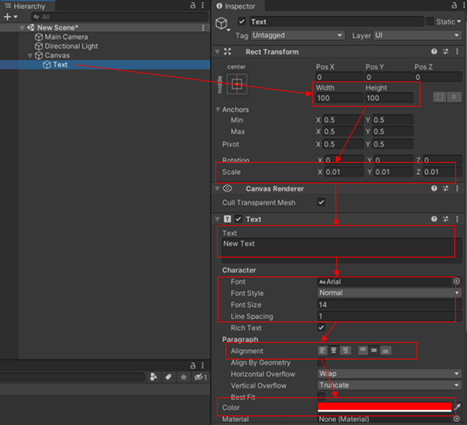 Hierarchy
All
New Scene*
Main Camera
Directional Light
Canvas
Text
1
Inspector
Text
Static
Tag Untagged Layer UI
Rect Transform
center
middle
Pos X Pos Y Pos Z
0 0 0
Width Height
100 100
R
Anchors
Min X 0.5 Y 0.5
Max X 0.5 Y 0.5
Pivot X 0.5 Y 0.5
Rotation X 0 Y 0 Z 0
Scale X 0.01 Y 0.01 Z 0.01
Canvas Renderer
Cull Transparent Mesh
T Text
Text
New Text
Character
Font Aa Arial
Font Style Normal
Font Size 14
Line Spacing 1
Rich Text
Paragraph
Alignment
Align By Geometry
Horizontal Overflow Wrap
Vertical Overflow Truncate
Best Fit
Color
Material None (Material)